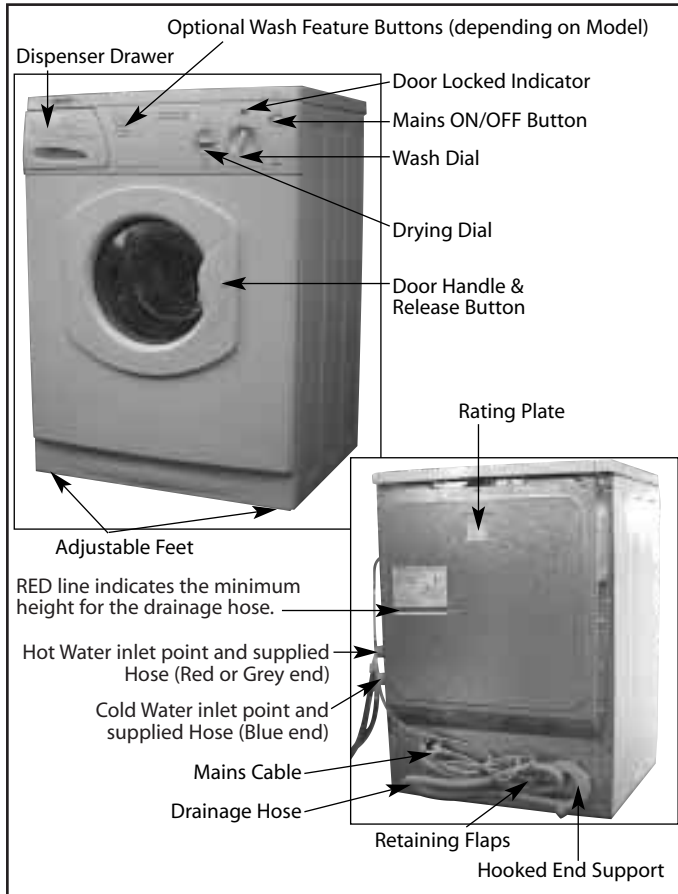 Optional Wash Feature Buttons (depending on Model)
Dispenser Drawer
Door Locked Indicator
Mains ON/OFF Button
Wash Dial
Drying Dial
Door Handle &
Release Button
Rating Plate
Adjustable Feet
RED line indicates the minimum
height for the drainage hose.
Hot Water inlet point and supplied
Hose (Red or Grey end)
Cold Water inlet point and
supplied Hose (Blue end)
Mains Cable
Drainage Hose
Retaining Flaps
Hooked End Support